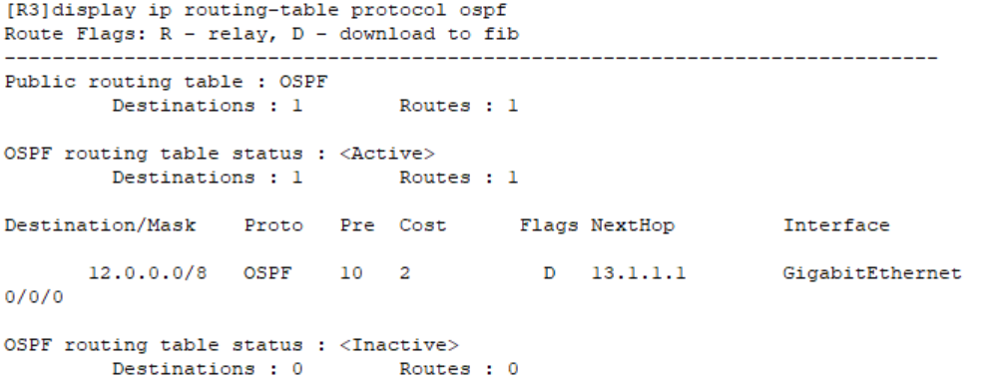 [R3]display ip routing-table protocol ospf
Route Flags: R - relay, D - download to fib
------------------------------------------------------------------------------
Public routing table : OSPF
         Destinations : 1        Routes : 1

OSPF routing table status : <Active>
         Destinations : 1        Routes : 1

Destination/Mask    Proto   Pre  Cost      Flags NextHop         Interface

       12.0.0.0/8   OSPF    10   2           D   13.1.1.1        GigabitEthernet
0/0/0

OSPF routing table status : <Inactive>
         Destinations : 0        Routes : 0